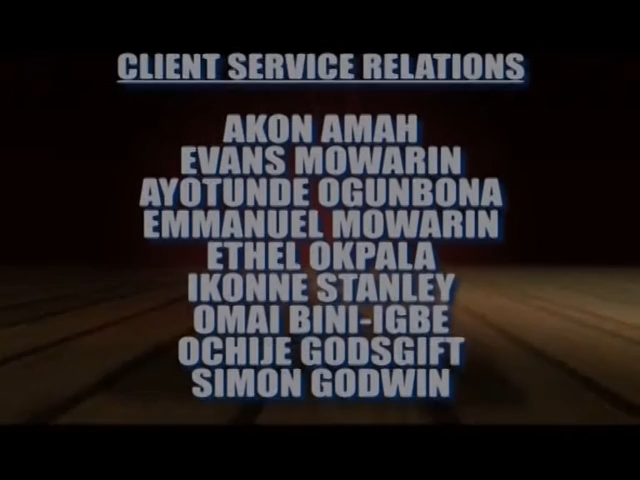 CLIENT SERVICE RELATIONS
AKON AMAH
EVANS MOWARIN
AYOTUNDE OGUNBONA
EMMANUEL MOWARIN
ETHEL OKPALA
IKONNE STANLEY
OMAI BINI-IGBE
OCHIJE GODSGIFT
SIMON GODWIN